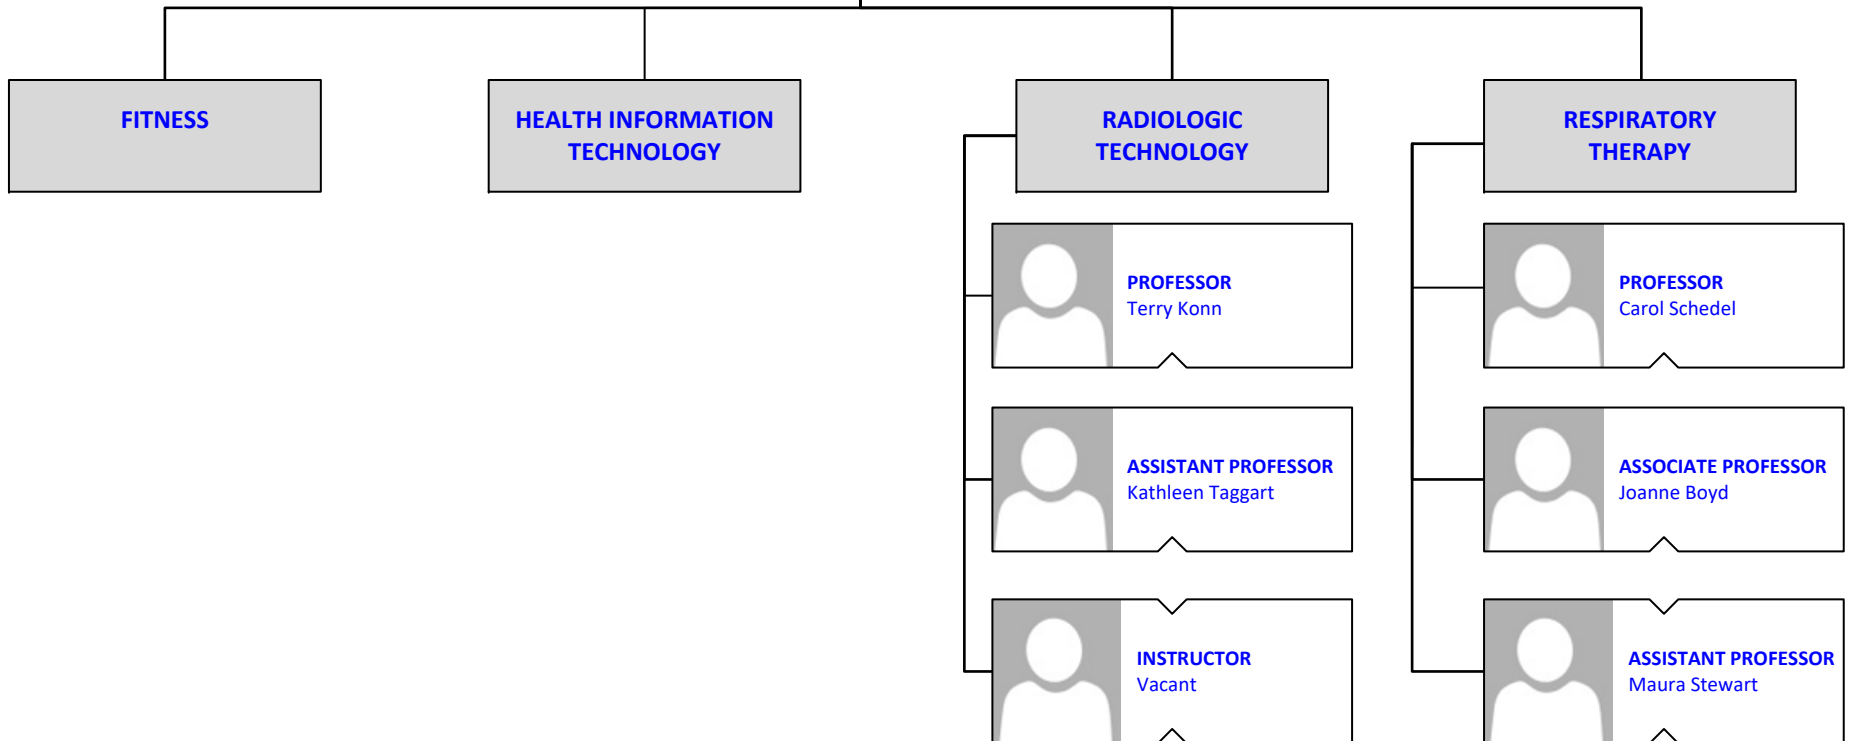 FITNESS
HEALTH INFORMATION
TECHNOLOGY
RADIOLOGIC
TECHNOLOGY
RESPIRATORY
THERAPY
PROFESSOR
Terry Konn
PROFESSOR
Carol Schedel
ASSISTANT PROFESSOR
Kathleen Taggart
ASSOCIATE PROFESSOR
Joanne Boyd
INSTRUCTOR
Vacant
ASSISTANT PROFESSOR
Maura Stewart